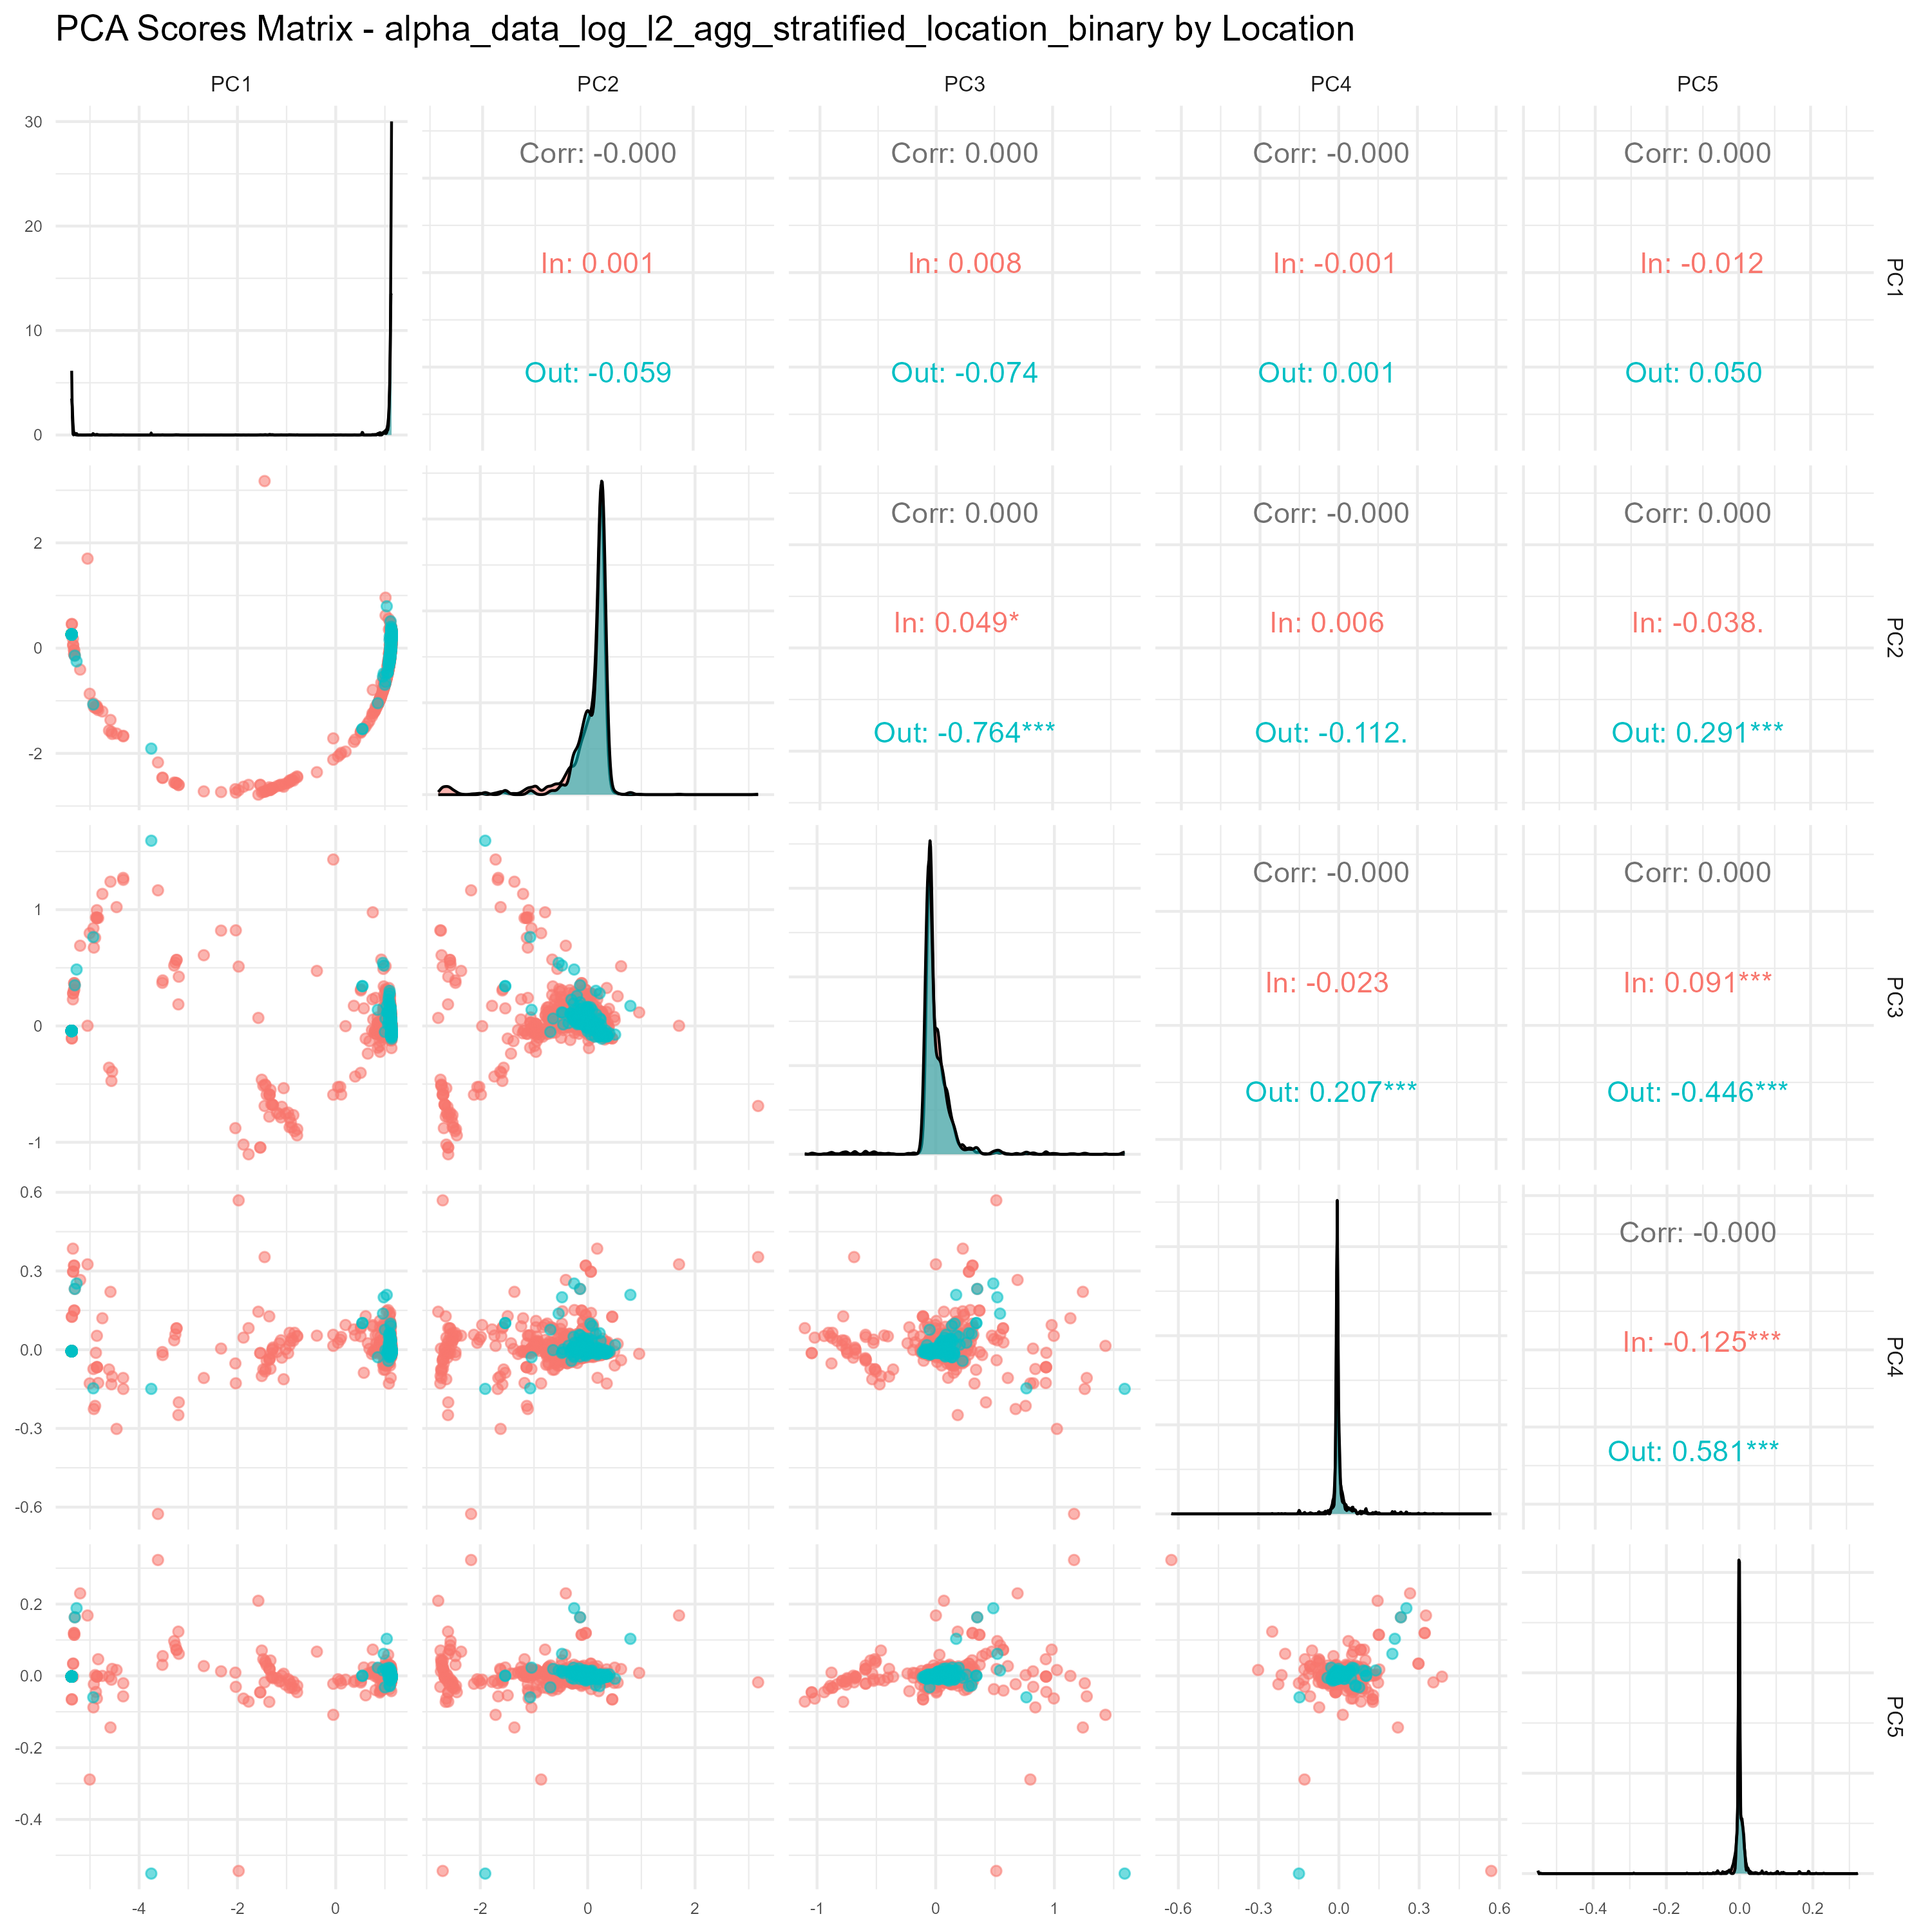 PCA Scores Matrix - alpha_data_log_l2_agg_stratified_location_binary by Location
PC1 PC2 PC3 PC4 PC5
30
20
10
0
Corr: -0.000 Corr: 0.000 Corr: -0.000 Corr: 0.000
In: 0.001 In: 0.008 In: -0.001 In: -0.012
Out: -0.059 Out: -0.074 Out: 0.001 Out: 0.050
PC1
2
0
-2
Corr: 0.000 Corr: -0.000 Corr: 0.000
In: 0.049* In: 0.006 In: -0.038.
Out: -0.764*** Out: -0.112. Out: 0.291***
PC2
1
0
-1
Corr: -0.000 Corr: 0.000
In: -0.023 In: 0.091***
Out: 0.207*** Out: -0.446***
PC3
0.6
0.3
0.0
-0.3
-0.6
Corr: -0.000
In: -0.125***
Out: 0.581***
PC4
0.2
0.0
-0.2
-0.4
PC5
-4 -2 0 -2 0 2 -1 0 1 -0.6 -0.3 0.0 0.3 0.6 -0.4 -0.2 0.0 0.2